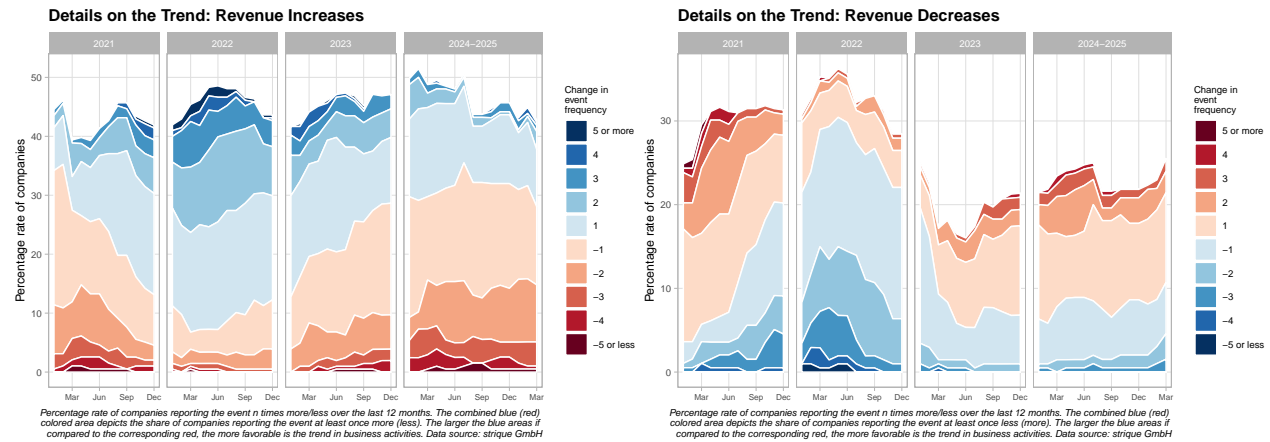 Details on the Trend: Revenue Increases
2021
2022
2023
2024–2025
50
40
30
20
10
0
Percentage rate of companies
Mar Jun Sep Dec
Mar Jun Sep Dec
Mar Jun Sep Dec
Mar Jun Sep Dec Mar
Change in
event
frequency
5 or more
4
3
2
1
−1
−2
−3
−4
−5 or less
Percentage rate of companies reporting the event n times more/less over the last 12 months. The combined blue (red)
colored area depicts the share of companies reporting the event at least once more (less). The larger the blue areas if
compared to the corresponding red, the more favorable is the trend in business activities. Data source: strique GmbH
Details on the Trend: Revenue Decreases
2021
2022
2023
2024–2025
30
20
10
0
Percentage rate of companies
Mar Jun Sep Dec
Mar Jun Sep Dec
Mar Jun Sep Dec
Mar Jun Sep Dec Mar
Change in
event
frequency
5 or more
4
3
2
1
−1
−2
−3
−4
−5 or less
Percentage rate of companies reporting the event n times more/less over the last 12 months. The combined blue (red)
colored area depicts the share of companies reporting the event at least once less (more). The larger the blue areas if
compared to the corresponding red, the more favorable is the trend in business activities. Data source: strique GmbH